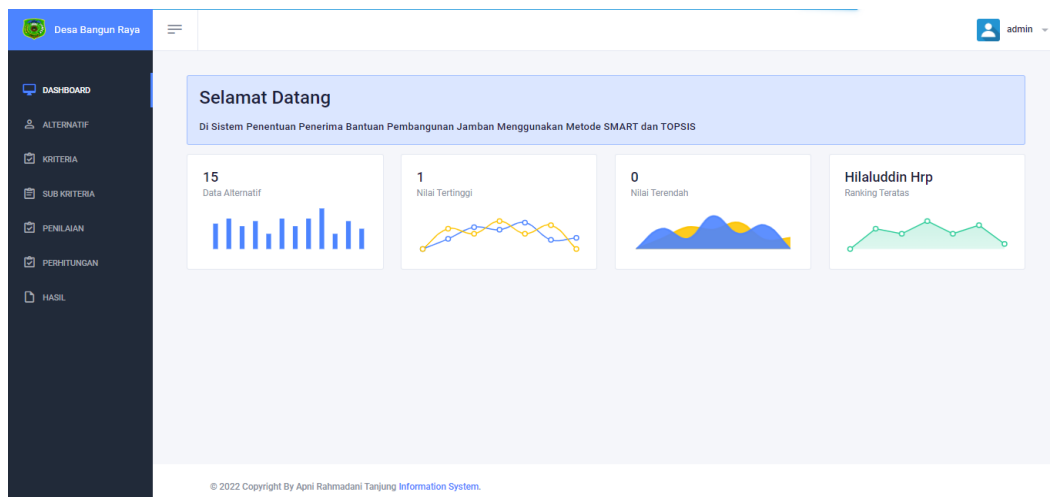 Desa Bangun Raya
admin
DASHBOARD
ALTERNATIF
KRITERIA
SUB KRITERIA
PENILAIAN
PERHITUNGAN
HASIL
Selamat Datang
Di Sistem Penentuan Penerima Bantuan Pembangunan Jamban Menggunakan Metode SMART dan TOPSIS
15
Data Alternatif
1
Nilai Tertinggi
0
Nilai Terendah
Hilaluddin Hrp
Ranking Teratas
© 2022 Copyright By Apni Rahmadani Tanjung Information System.